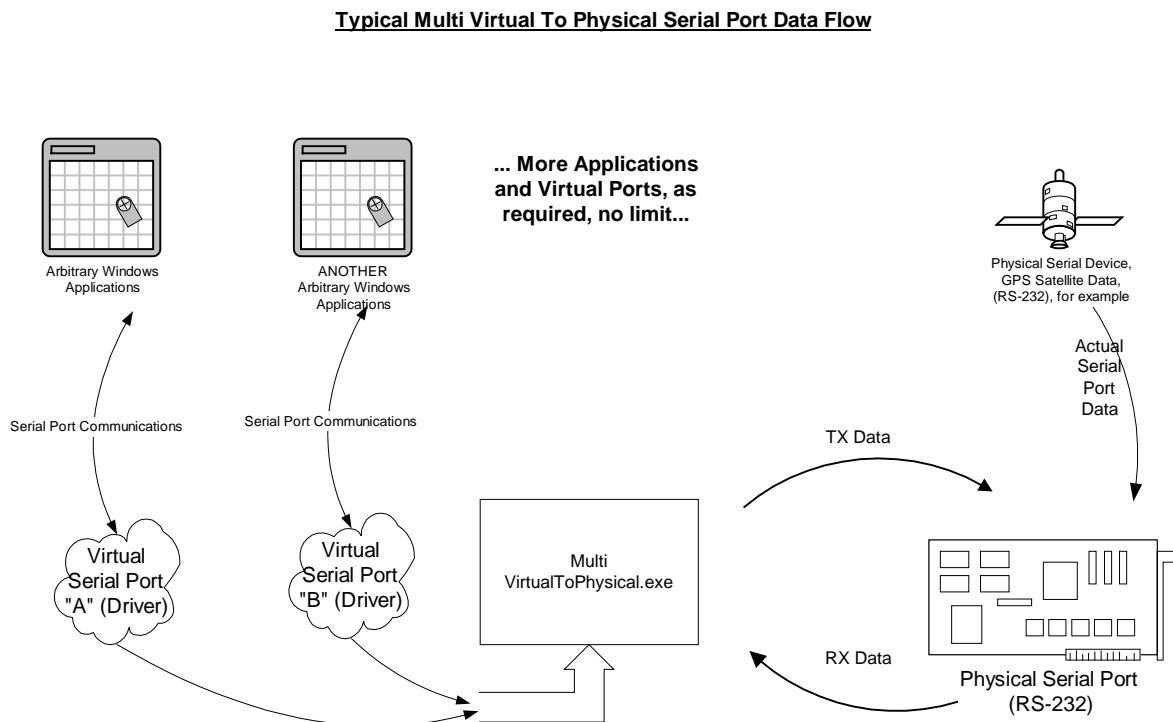 Typical Multi Virtual To Physical Serial Port Data Flow
... More Applications
and Virtual Ports, as
required, no limit...
Arbitrary Windows
Applications
ANOTHER
Arbitrary Windows
Applications
Physical Serial Device,
GPS Satellite Data,
(RS-232), for example
Actual
Serial
Port
Data
Serial Port Communications
Serial Port Communications
TX Data
Virtual
Serial Port
"A" (Driver)
Virtual
Serial Port
"B" (Driver)
Multi
VirtualToPhysical.exe
RX Data
Physical Serial Port
(RS-232)